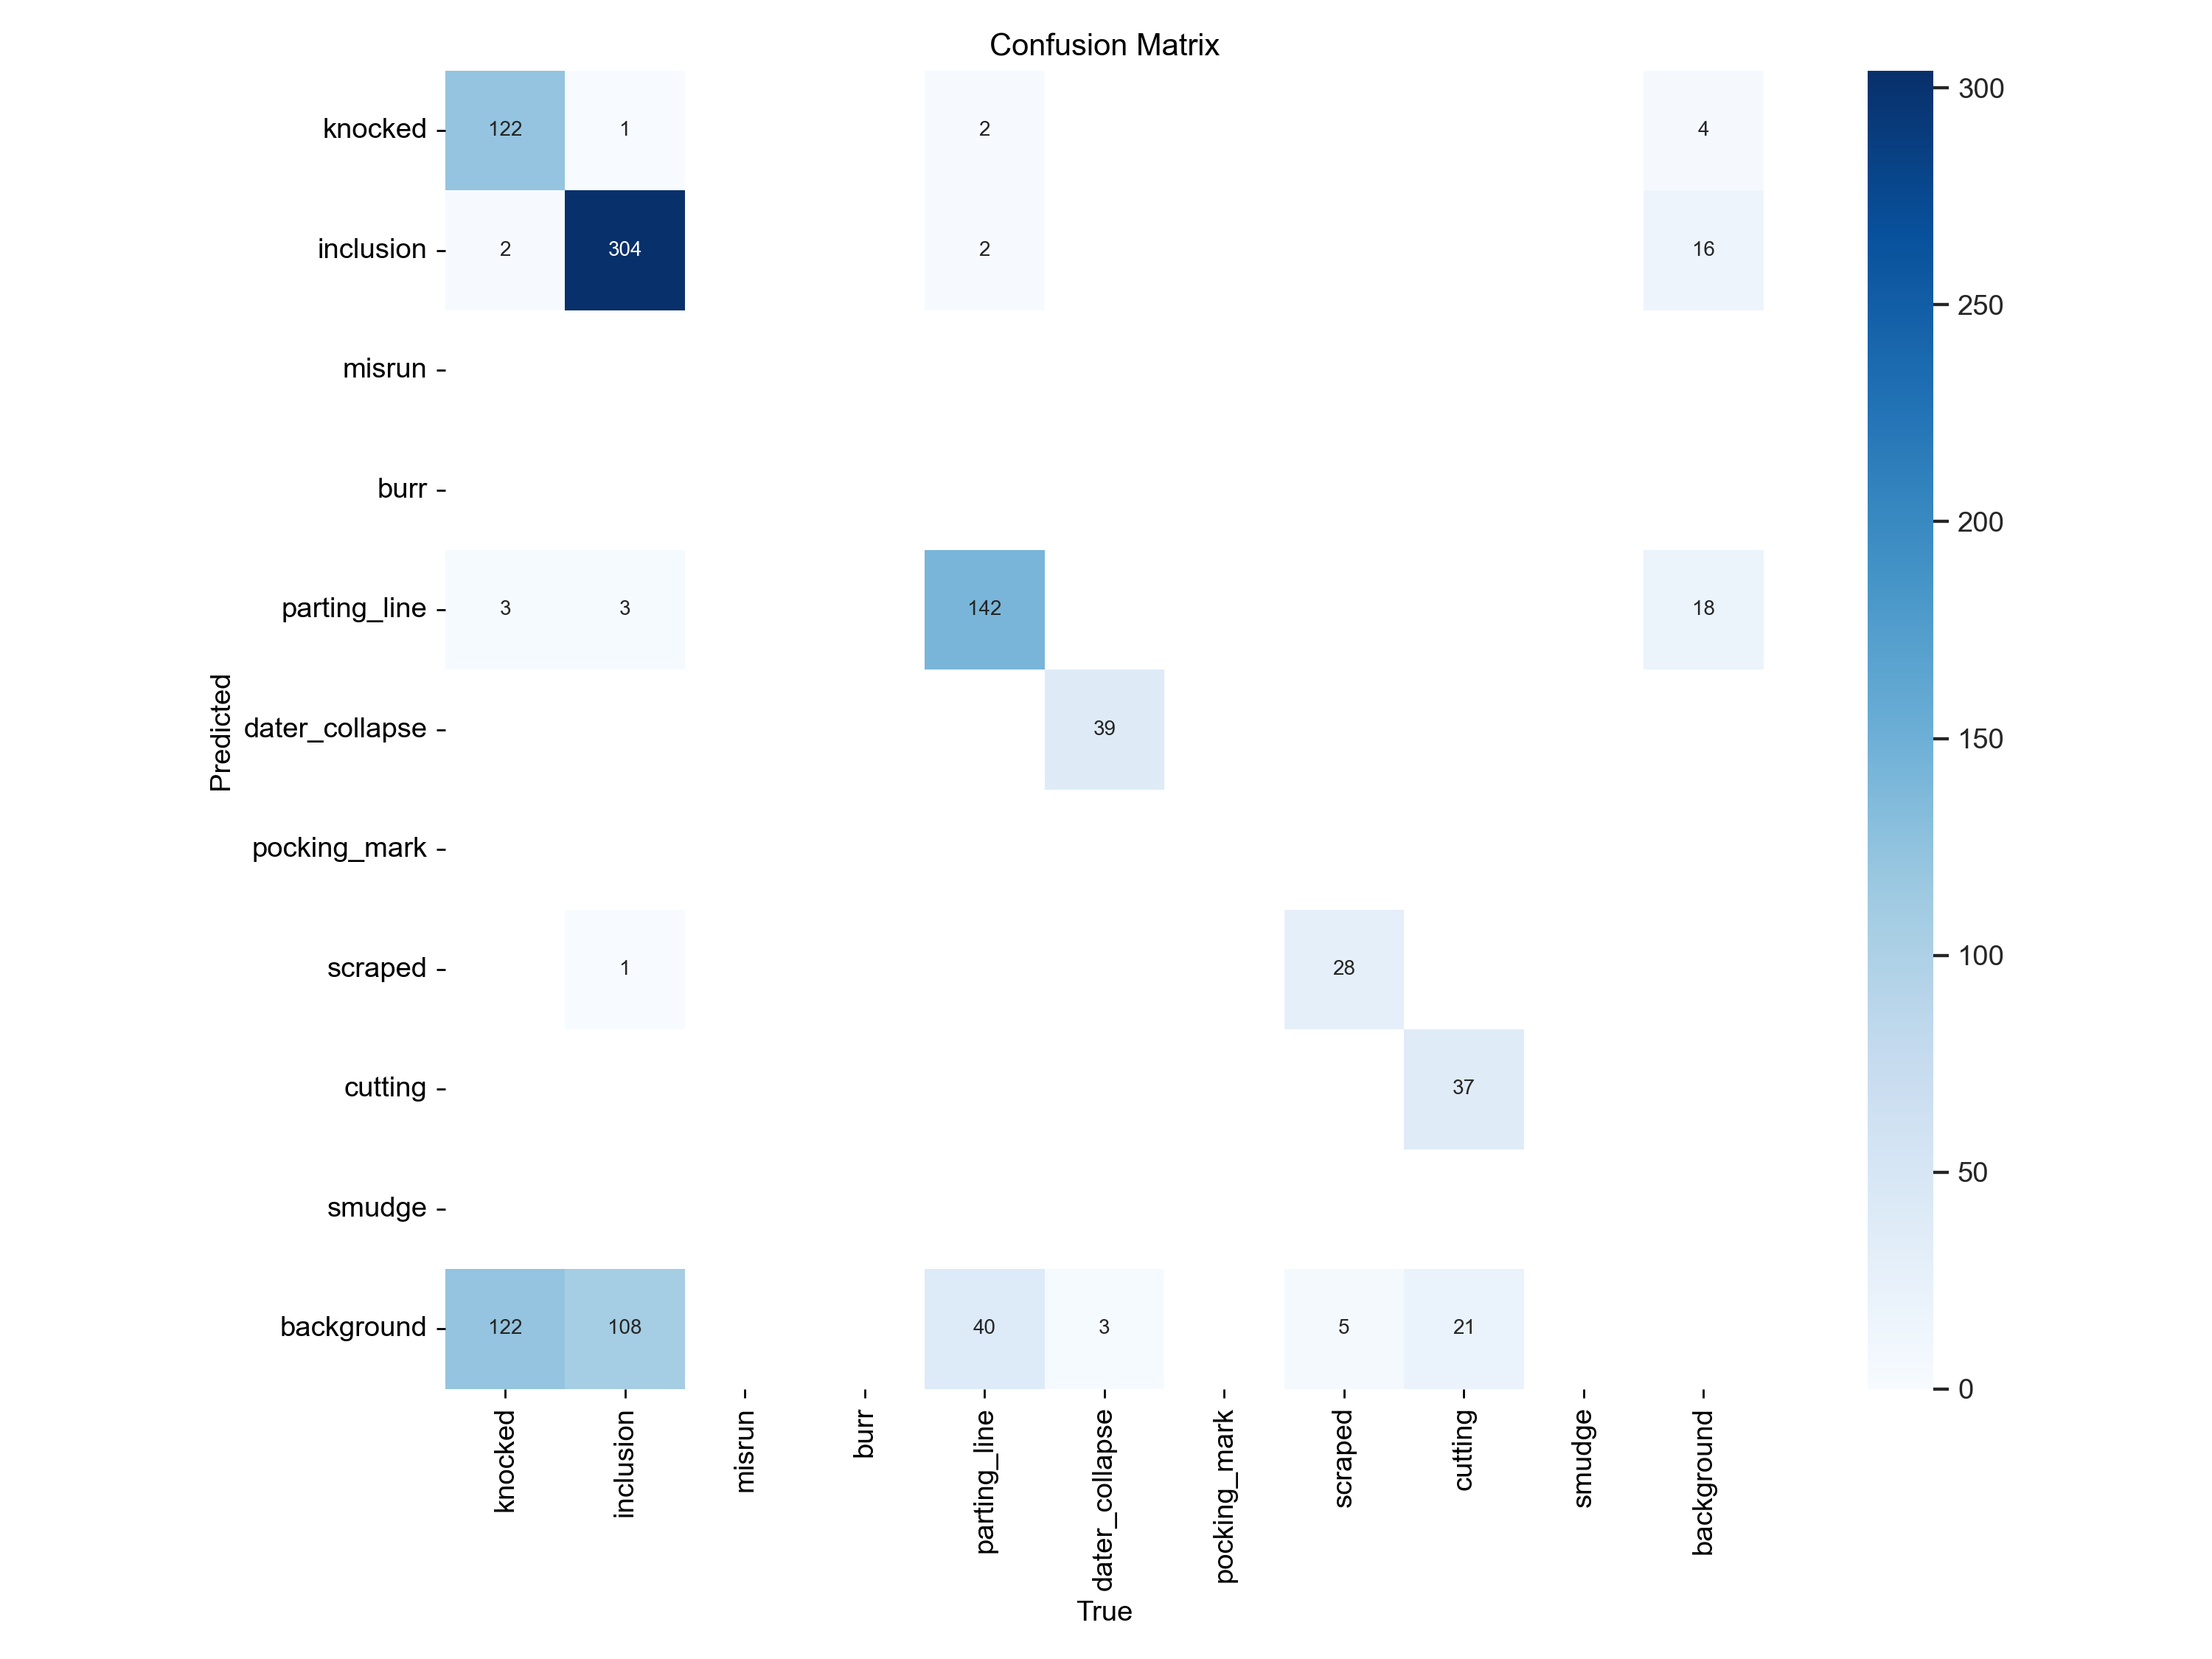 Confusion Matrix
knocked 122 1 2 4
inclusion 2 304 2 16
misrun
burr
parting_line 3 3 142 18
dater_collapse 39
pocking_mark
scraped 1 28
cutting 37
smudge
background 122 108 40 3 5 21
Predicted
knocked
inclusion
misrun
burr
parting_line
dater_collapse
pocking_mark
scraped
cutting
smudge
background
True
300
250
200
150
100
50
0